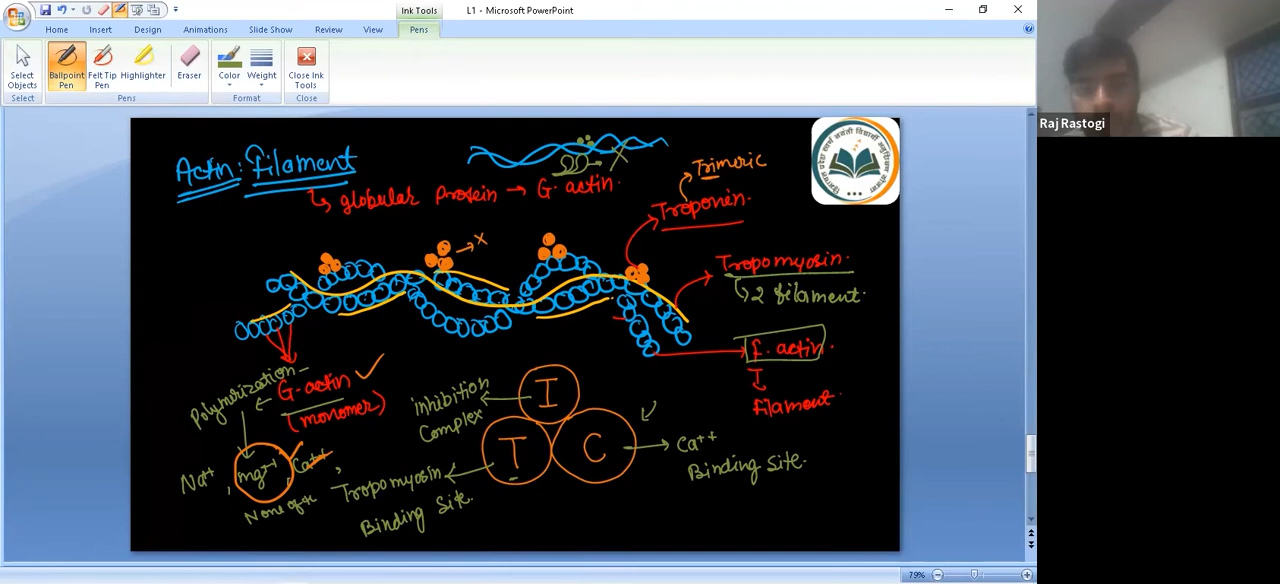 Ink Tools
L1 - Microsoft PowerPoint
Home Insert Design Animations Slide Show Review View Pens
Select Objects
Ballpoint Pen
Felt Tip Pen
Highlighter
Eraser
Color
Weight
Close Ink Tools
Select
Pens
Format
Close
Raj Rastogi
Actin: Filament
↳ globular Protein → G. actin.
X
Trimeric
Troponin.
→ X
Tropomyosin.
↳ 2 filament.
F. actin.
filament.
Polymerization
G-actin ✓
(monomer)
Na++, mg++, Ca++,
None of
inhibition Complex
I
T
C
Ca++ Binding Site.
Tropomyosin Binding Site.
79%